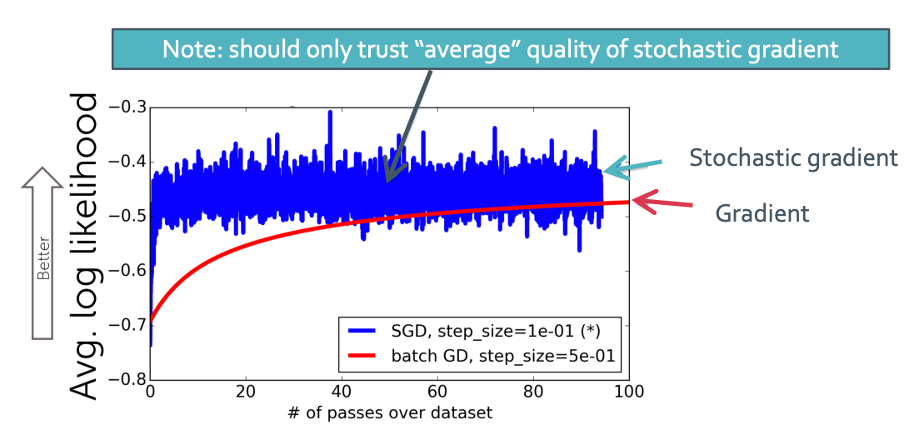 Note: should only trust “average” quality of stochastic gradient
Better
Avg. log likelihood
−0.3
−0.4
−0.5
−0.6
−0.7
−0.8
Stochastic gradient
Gradient
SGD, step_size=1e-01 (*)
batch GD, step_size=5e-01
0 20 40 60 80 100
# of passes over dataset